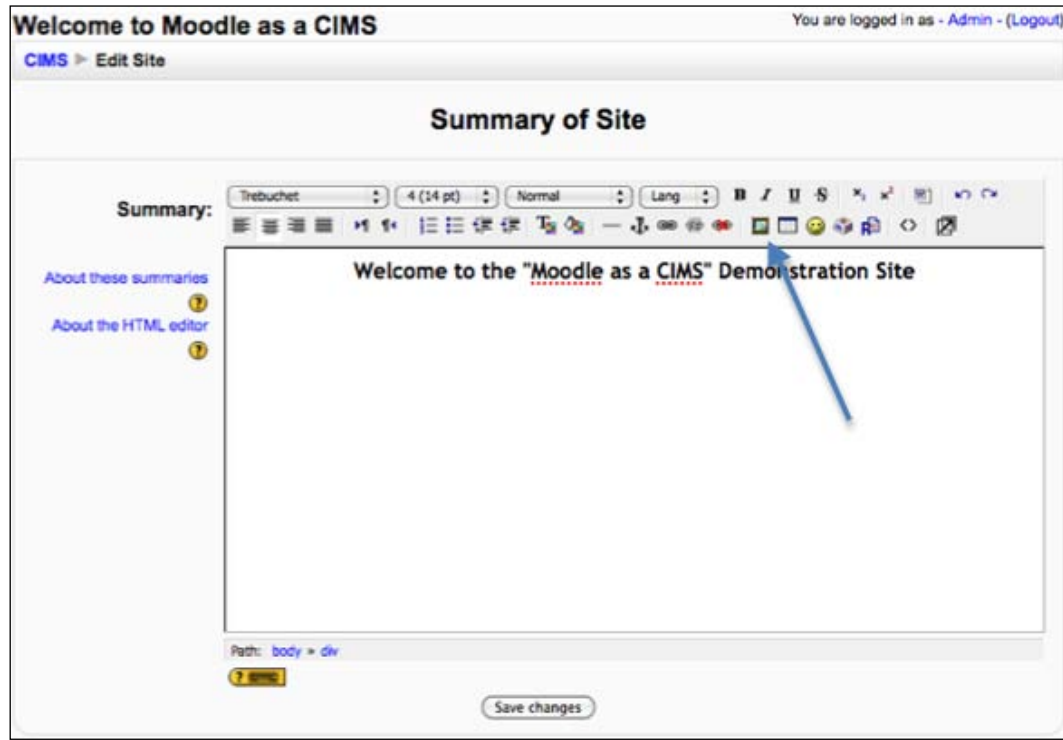 Welcome to Moodle as a CIMS
You are logged in as - Admin - (Logout)
CIMS ► Edit Site
Summary of Site
Summary:
Trebuchet 4 (14 pt) Normal Lang B I U S
About these summaries
About the HTML editor
Welcome to the "Moodle as a CIMS" Demonstration Site
Path: body » div
Save changes